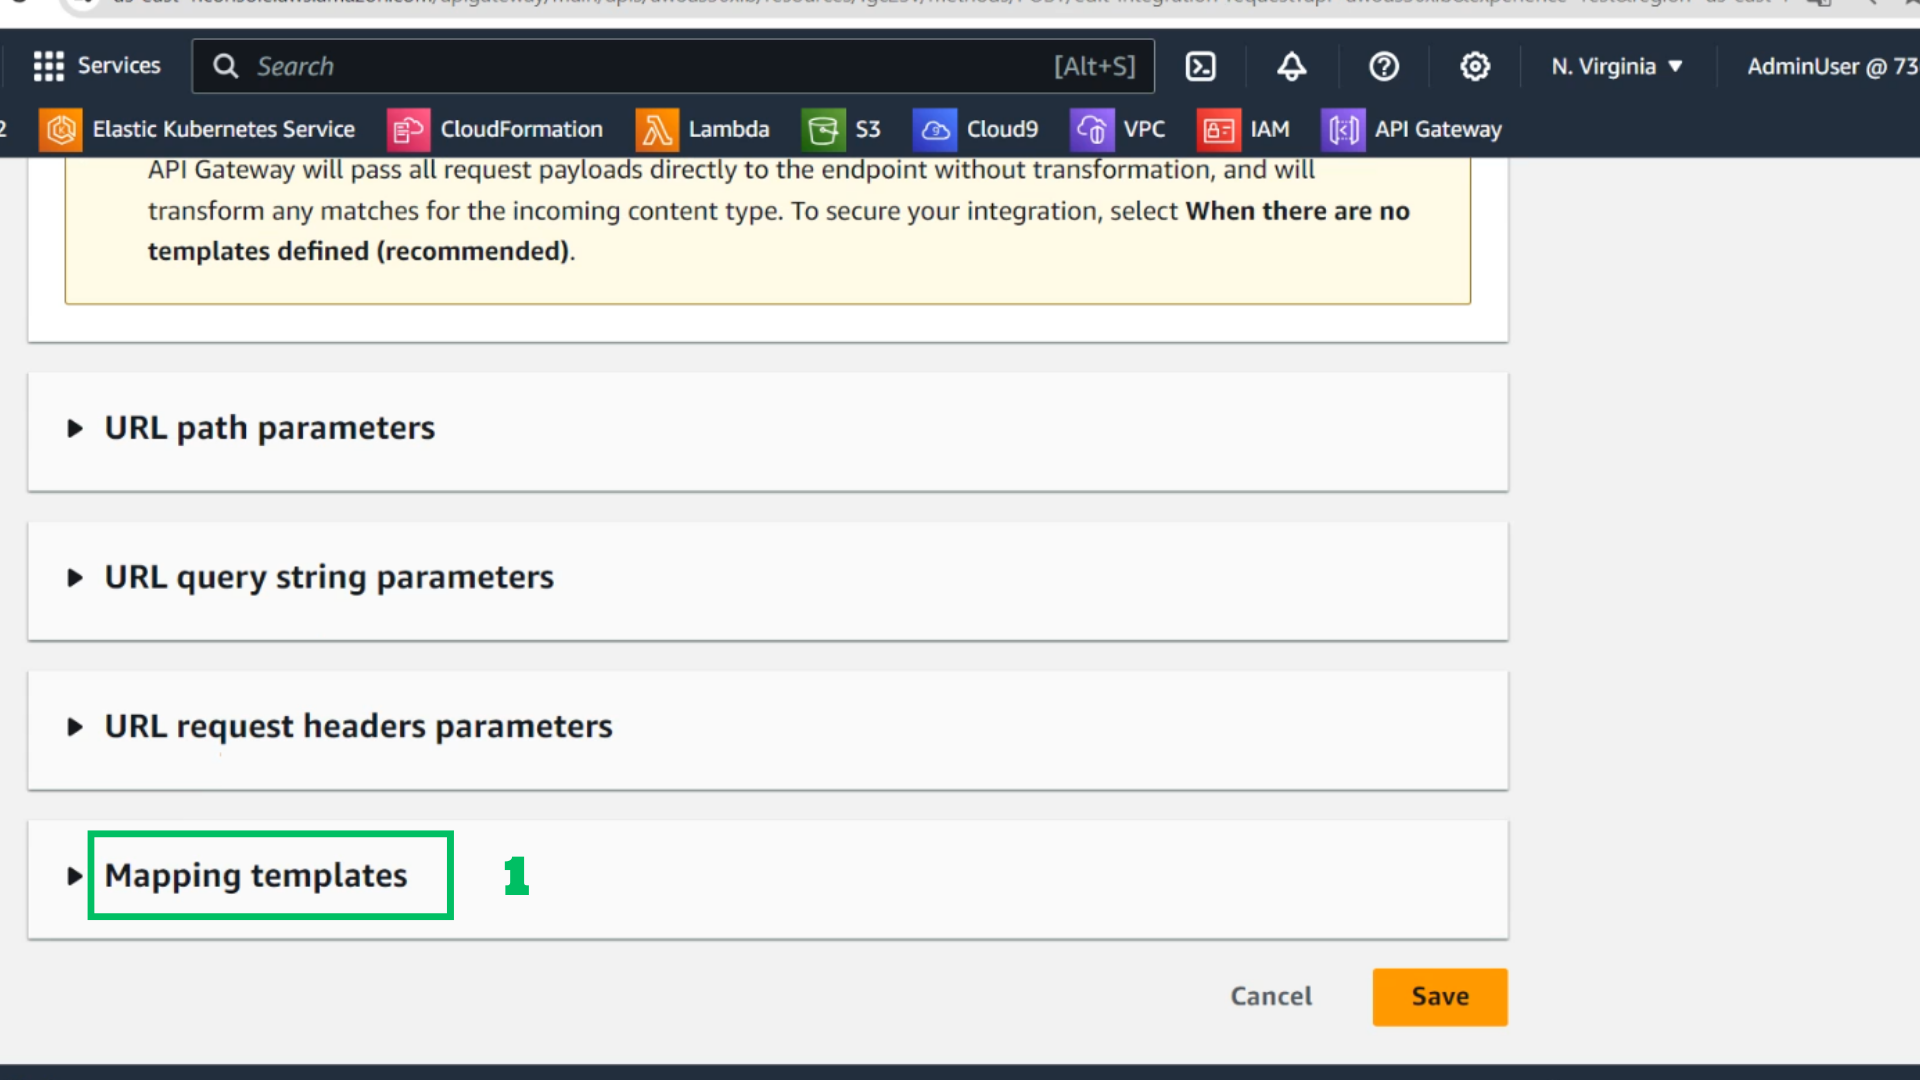 Services
Search
[Alt+S]
N. Virginia
AdminUser @ 73
2
Elastic Kubernetes Service
CloudFormation
Lambda
S3
Cloud9
VPC
IAM
API Gateway
API Gateway will pass all request payloads directly to the endpoint without transformation, and will
transform any matches for the incoming content type. To secure your integration, select When there are no
templates defined (recommended).
URL path parameters
URL query string parameters
URL request headers parameters
Mapping templates
1
Cancel
Save